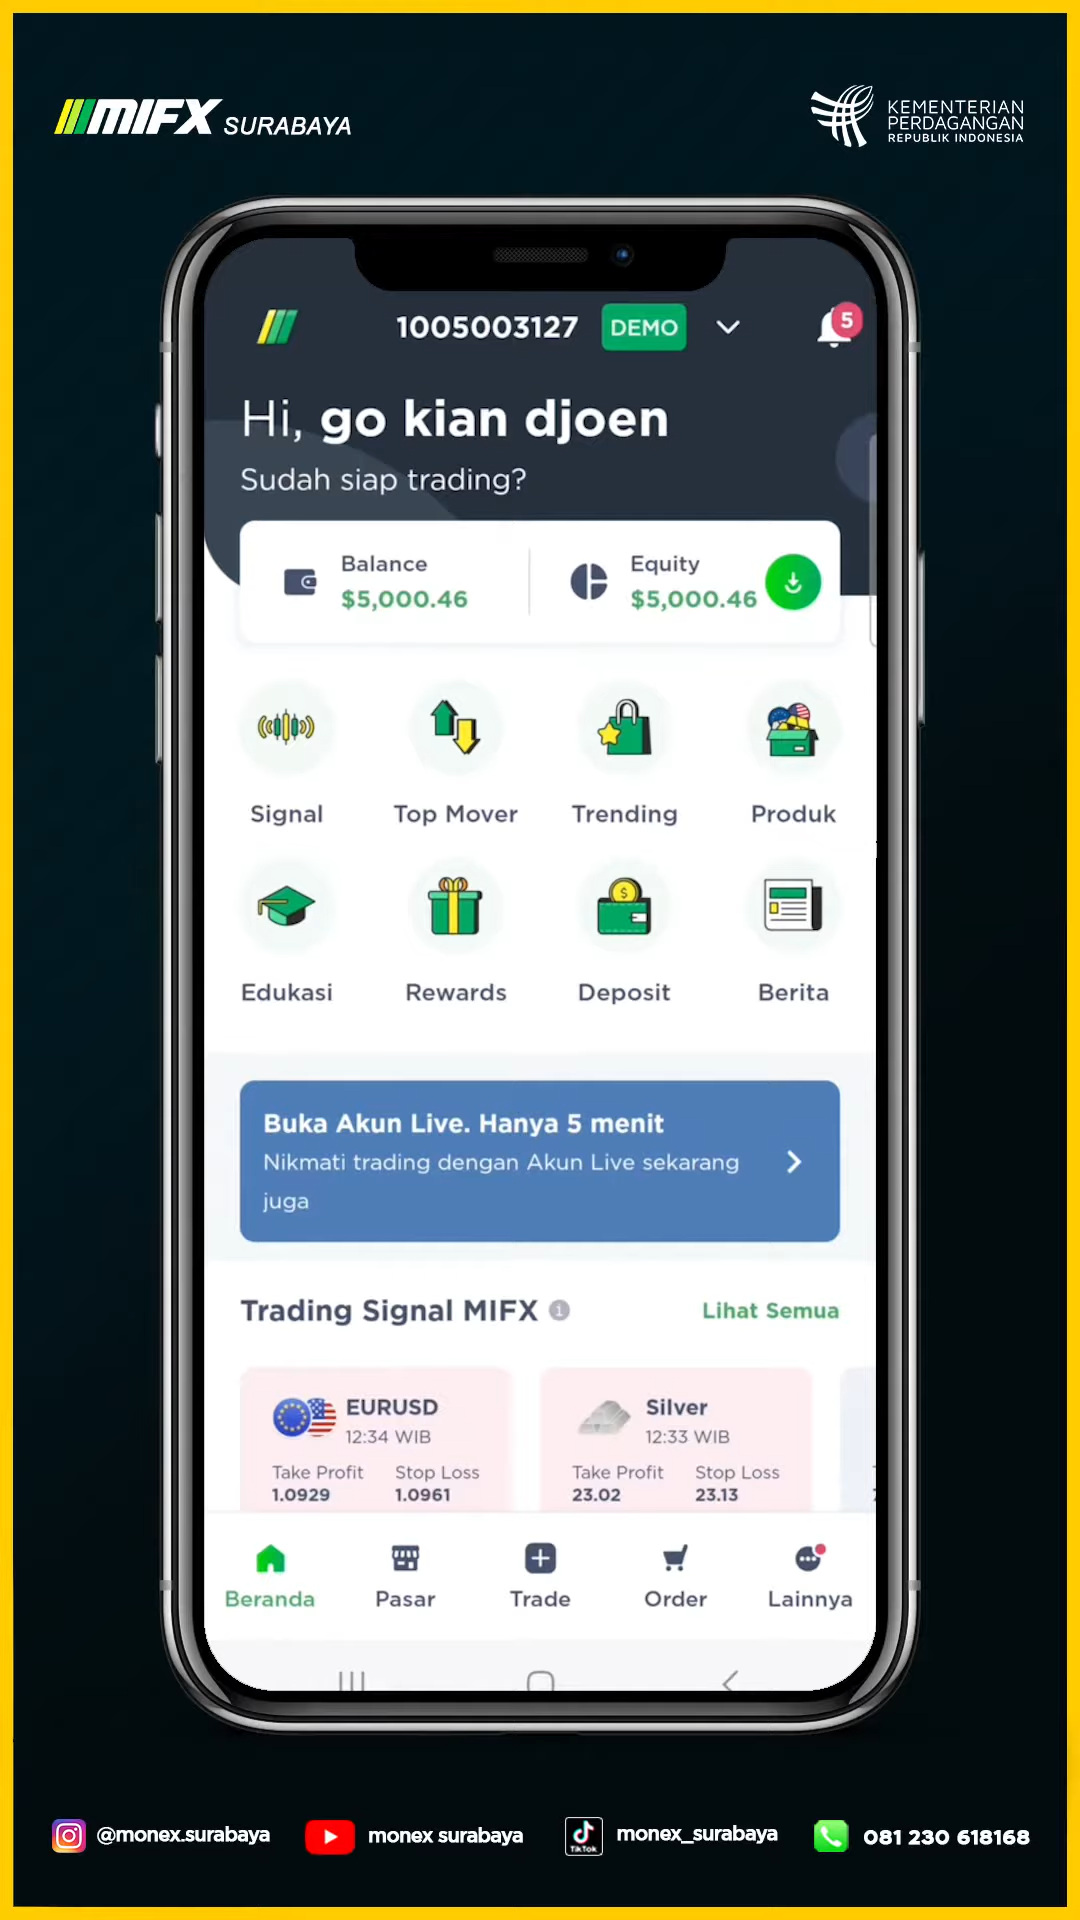 MIFX SURABAYA
KEMENTERIAN
PERDAGANGAN
REPUBLIK INDONESIA
1005003127 DEMO 5
Hi, go kian djoen
Sudah siap trading?
Balance Equity
$5,000.46 $5,000.46
Signal Top Mover Trending Produk
Edukasi Rewards Deposit Berita
Buka Akun Live. Hanya 5 menit
Nikmati trading dengan Akun Live sekarang
juga
Trading Signal MIFX Lihat Semua
EURUSD
12:34 WIB
Take Profit Stop Loss
1.0929 1.0961
Silver
12:33 WIB
Take Profit Stop Loss
23.02 23.13
Beranda Pasar Trade Order Lainnya
@monex.surabaya monex surabaya TikTok monex_surabaya 081 230 618168